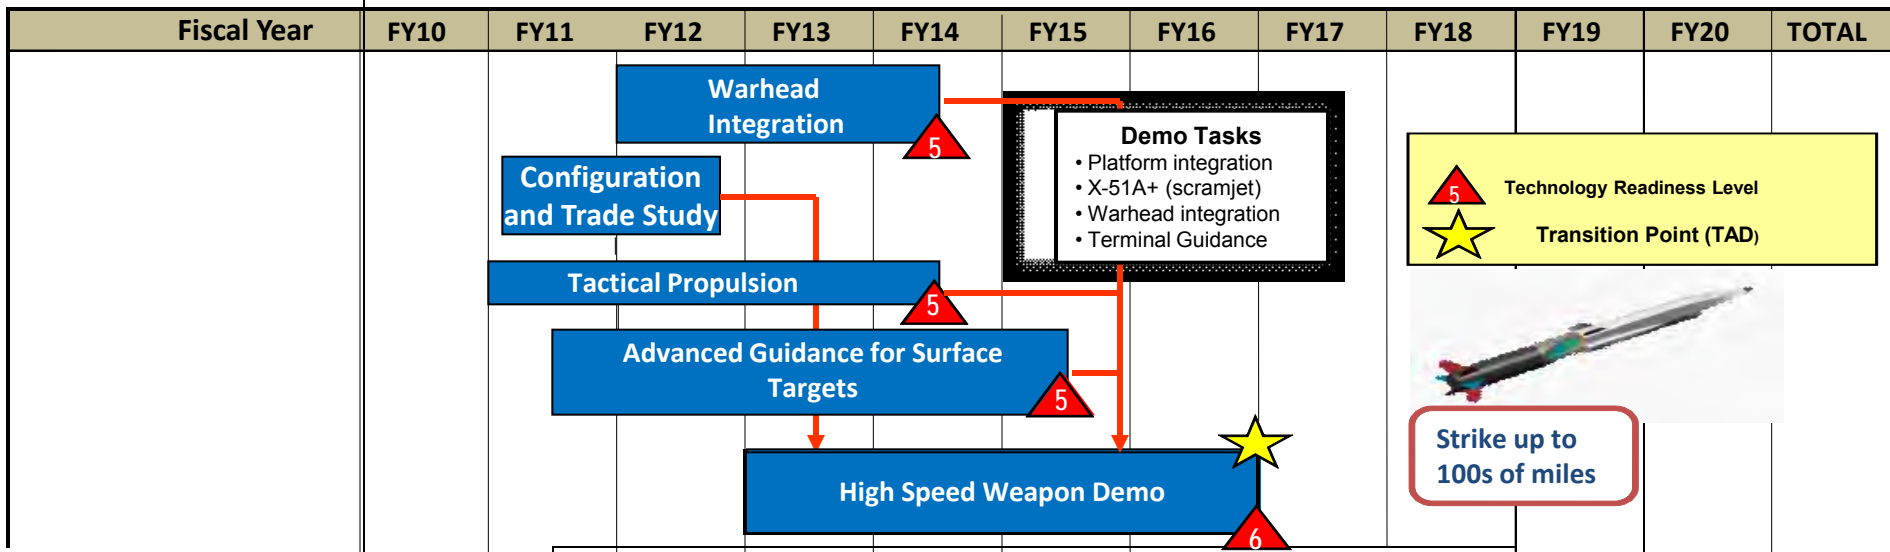 Fiscal Year FY10 FY11 FY12 FY13 FY14 FY15 FY16 FY17 FY18 FY19 FY20 TOTAL
Warhead
Integration
5
Demo Tasks
• Platform integration
• X-51A+ (scramjet)
• Warhead integration
• Terminal Guidance
5
Technology Readiness Level
Transition Point (TAD)
Configuration
and Trade Study
Tactical Propulsion
5
Advanced Guidance for Surface
Targets
5
Strike up to
100s of miles
High Speed Weapon Demo
6